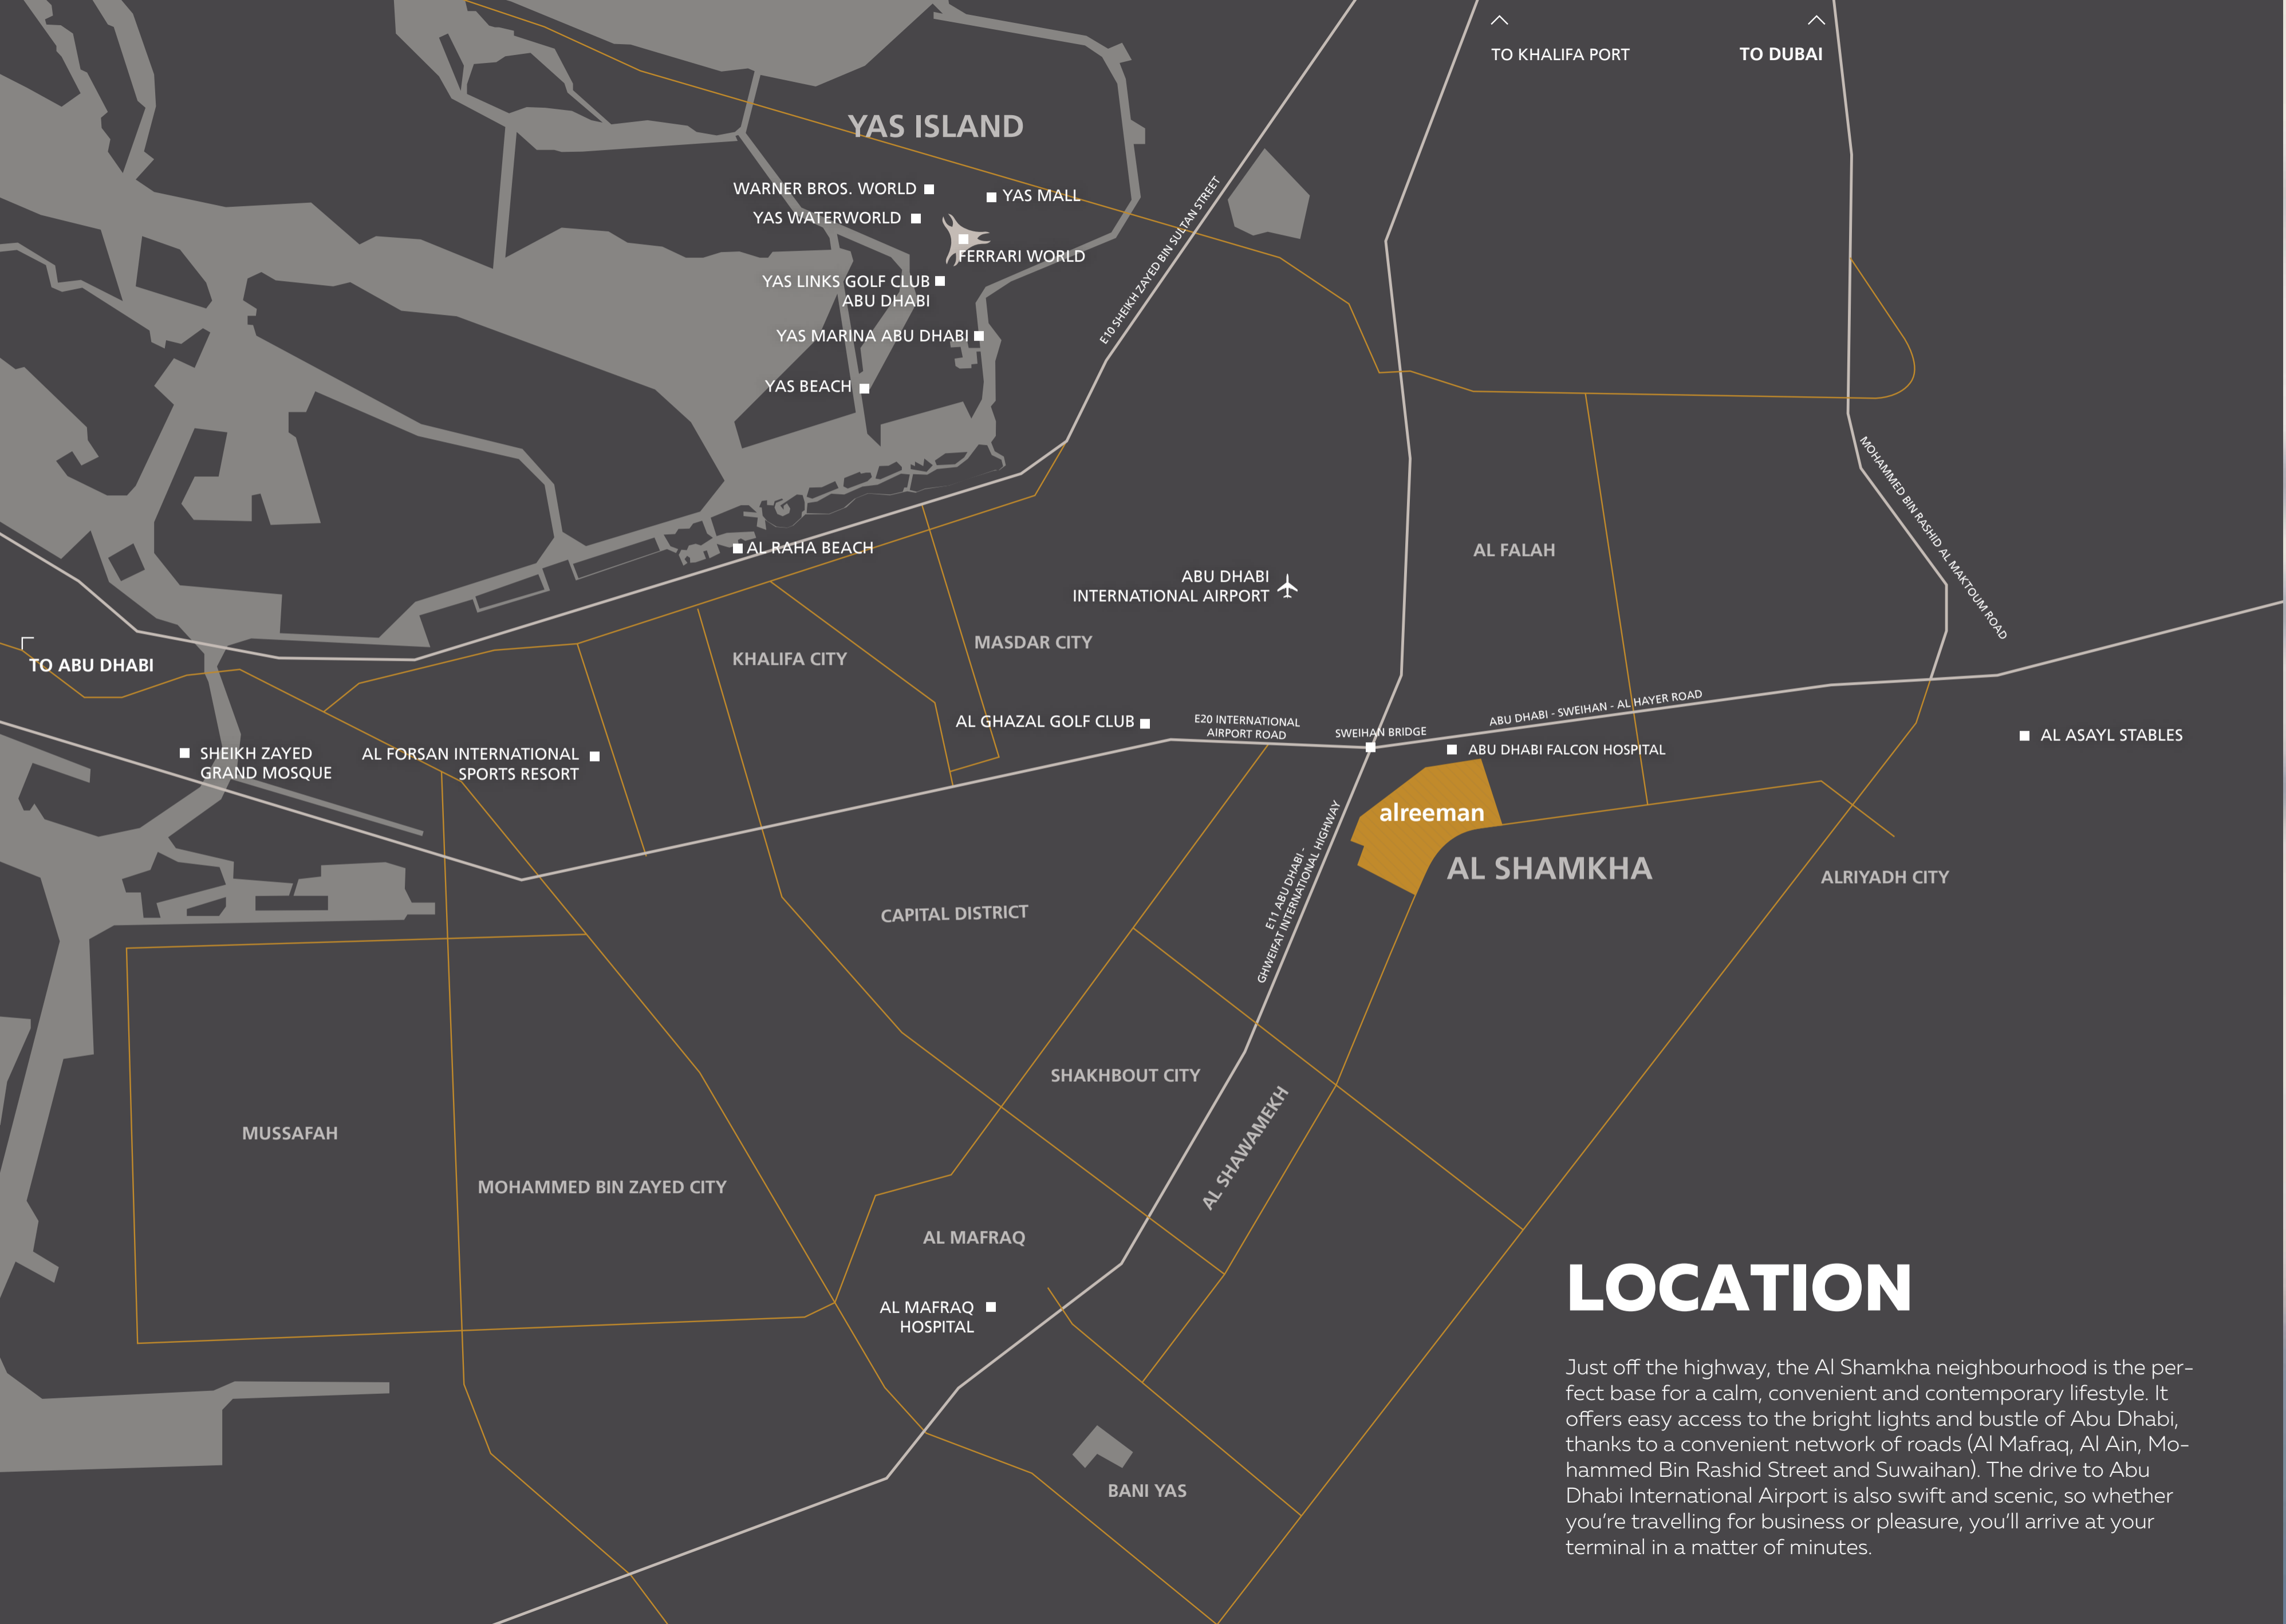 TO KHALIFA PORT
TO DUBAI
YAS ISLAND
WARNER BROS. WORLD
YAS MALL
YAS WATERWORLD
FERRARI WORLD
YAS LINKS GOLF CLUB
ABU DHABI
YAS MARINA ABU DHABI
YAS BEACH
E10 SHEIKH ZAYED BIN SULTAN STREET
MOHAMMED BIN RASHID AL MAKTOUM ROAD
AL RAHA BEACH
AL FALAH
ABU DHABI
INTERNATIONAL AIRPORT
MASDAR CITY
KHALIFA CITY
TO ABU DHABI
AL GHAZAL GOLF CLUB
E20 INTERNATIONAL
AIRPORT ROAD
SWEIHAN BRIDGE
ABU DHABI - SWEIHAN - AL HAYER ROAD
ABU DHABI FALCON HOSPITAL
AL ASAYL STABLES
SHEIKH ZAYED
GRAND MOSQUE
AL FORSAN INTERNATIONAL
SPORTS RESORT
alreeman
AL SHAMKHA
ALRIYADH CITY
E11 ABU DHABI -
GHWEIFAT INTERNATIONAL HIGHWAY
CAPITAL DISTRICT
SHAKHBOUT CITY
AL SHAWAMEKH
MUSSAFAH
MOHAMMED BIN ZAYED CITY
AL MAFRAQ
AL MAFRAQ
HOSPITAL
BANI YAS
LOCATION
Just off the highway, the Al Shamkha neighbourhood is the per-
fect base for a calm, convenient and contemporary lifestyle. It
offers easy access to the bright lights and bustle of Abu Dhabi,
thanks to a convenient network of roads (Al Mafraq, Al Ain, Mo-
hammed Bin Rashid Street and Suwaihan). The drive to Abu
Dhabi International Airport is also swift and scenic, so whether
you’re travelling for business or pleasure, you’ll arrive at your
terminal in a matter of minutes.